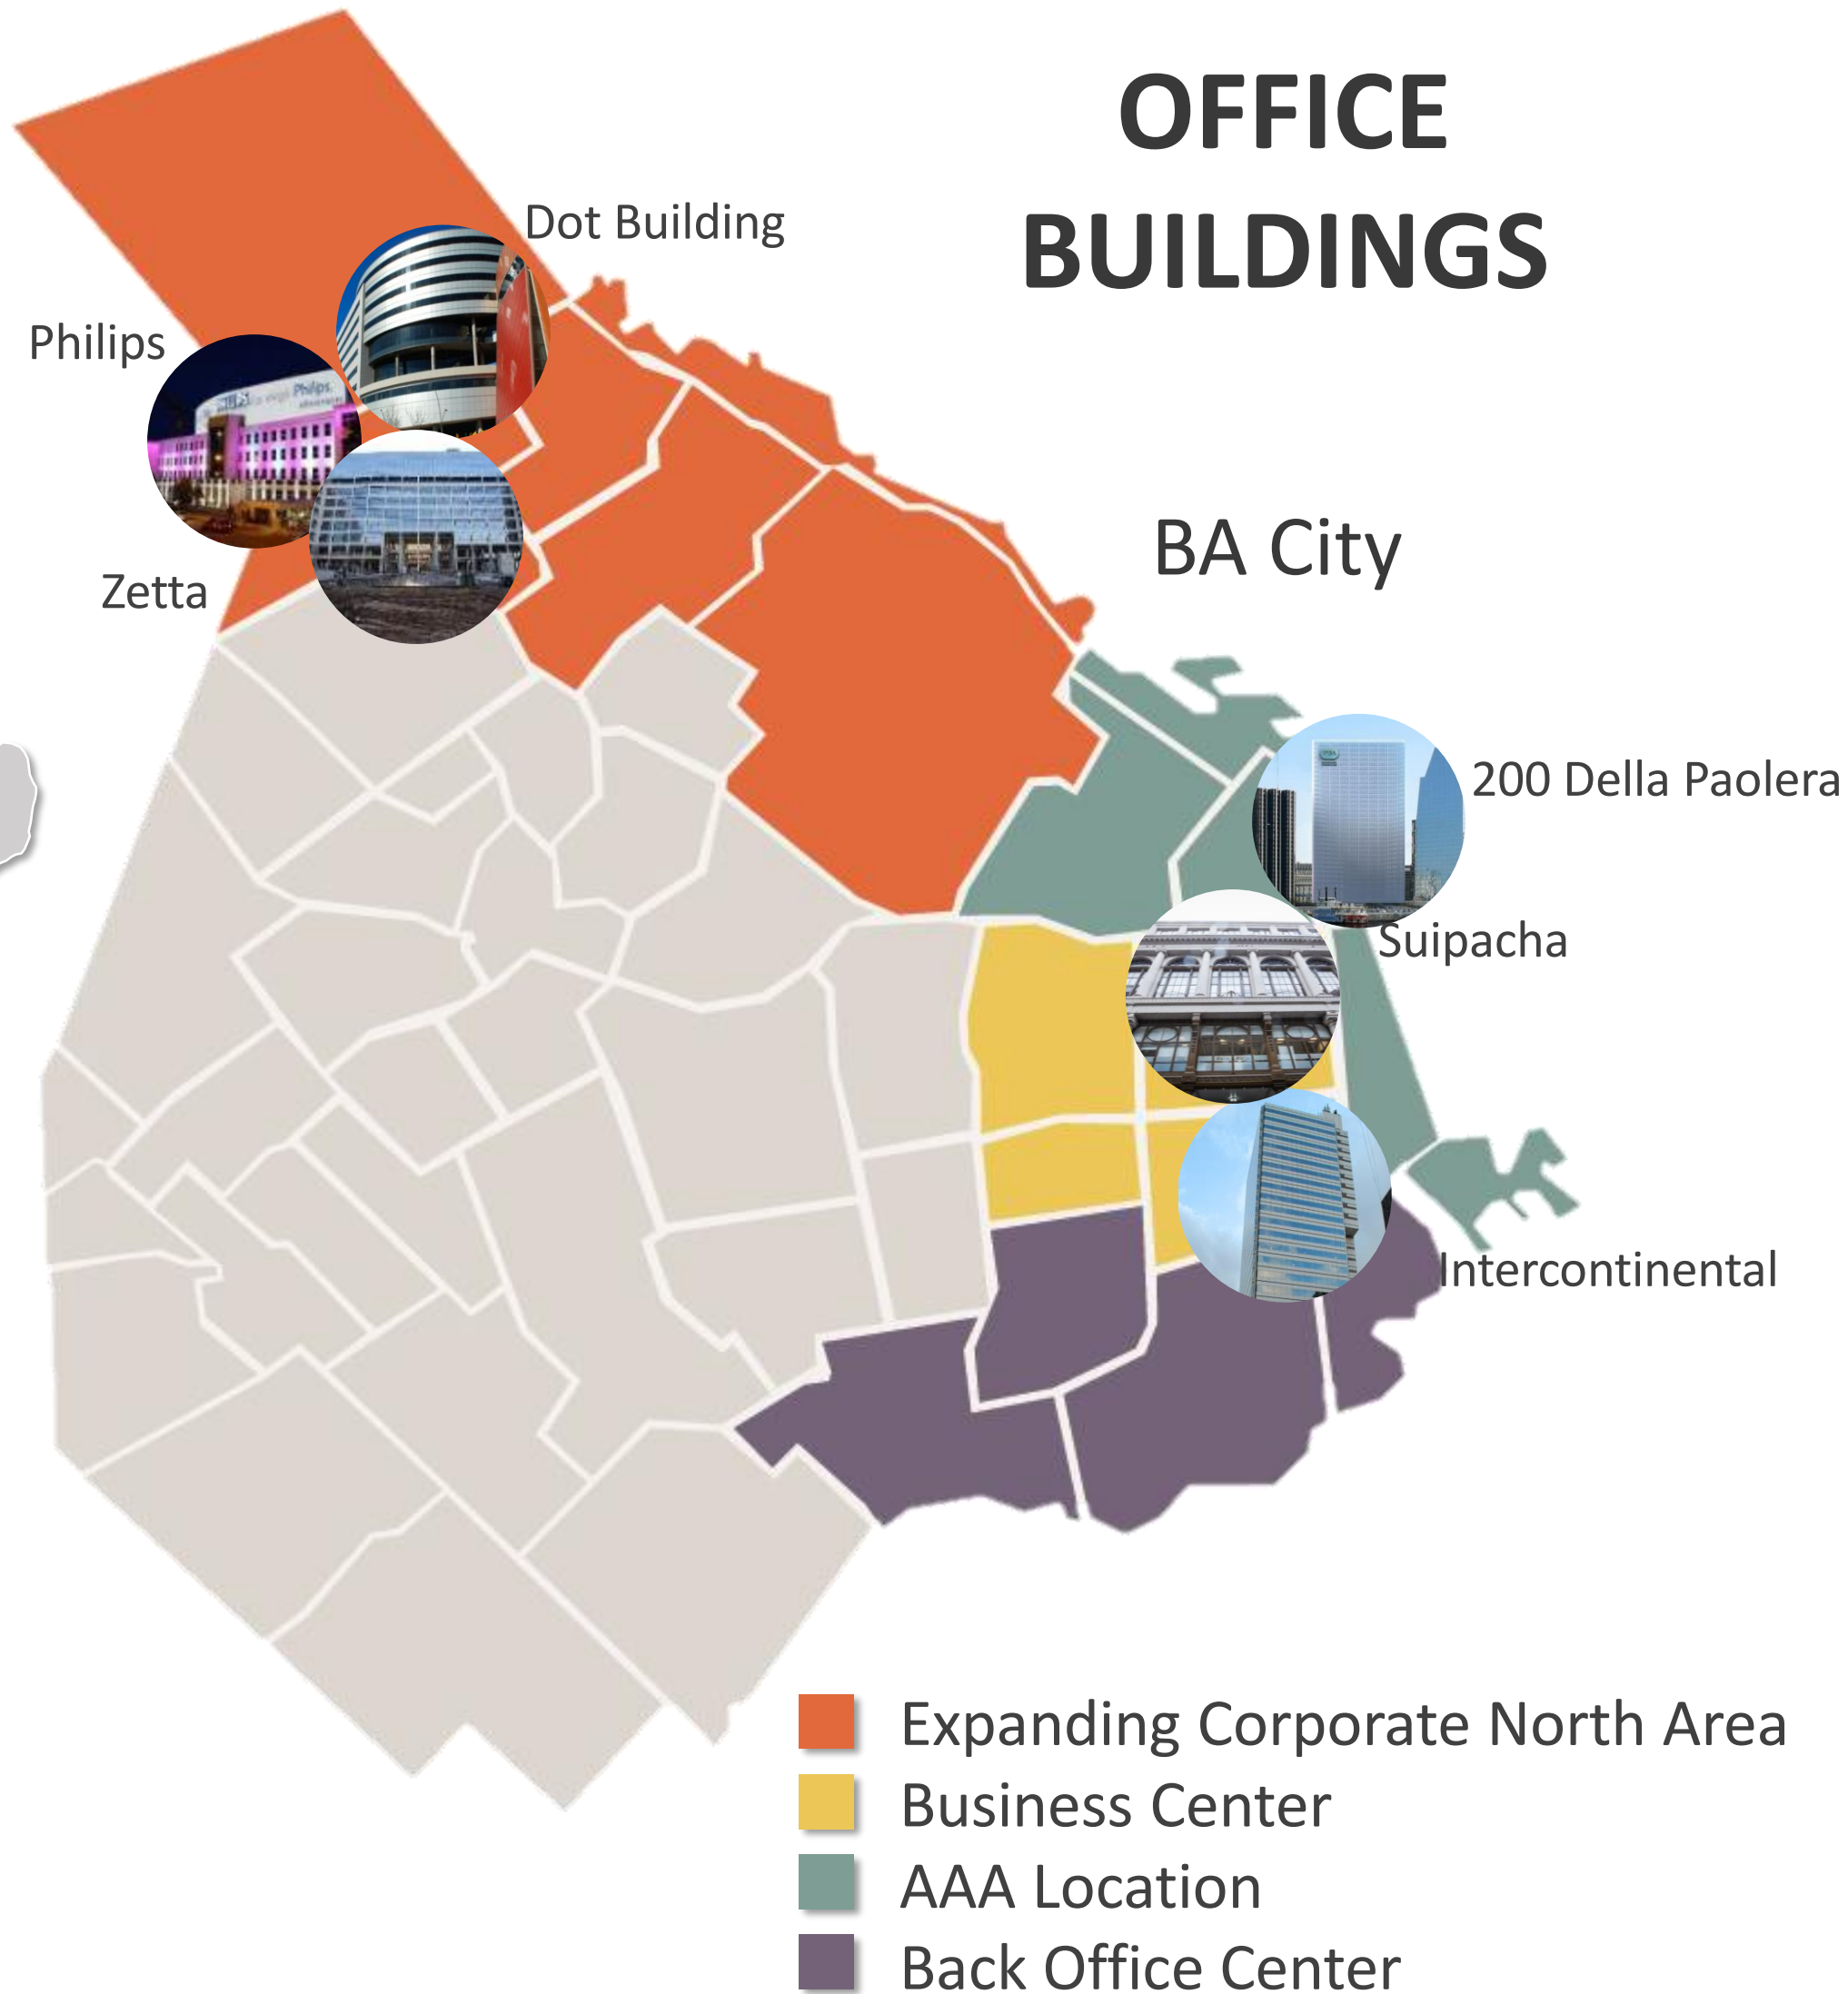 OFFICE
BUILDINGS
Dot Building
Philips
Philips
Zetta
BA City
200 Della Paolera
Suipacha
Intercontinental
Expanding Corporate North Area
Business Center
AAA Location
Back Office Center